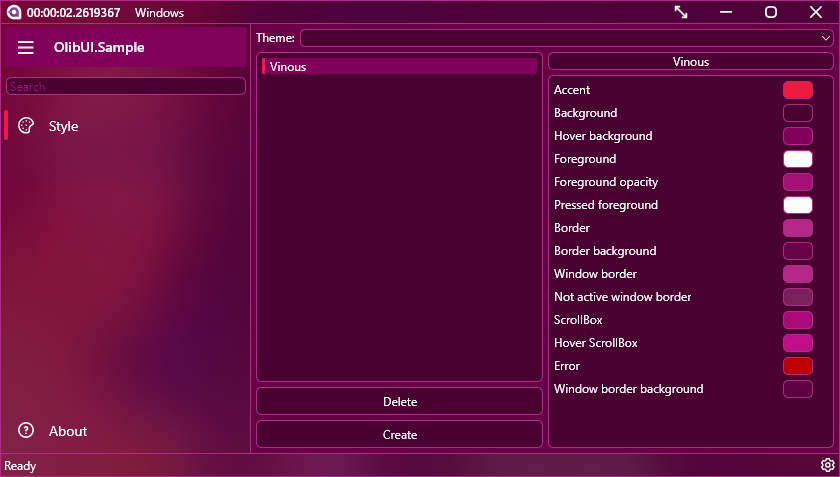 00:00:02.2619367 Windows
OlibUI.Sample
Search
Style
About
Theme:
Vinous
Delete
Create
Vinous
Accent
Background
Hover background
Foreground
Foreground opacity
Pressed foreground
Border
Border background
Window border
Not active window border
ScrollBox
Hover ScrollBox
Error
Window border background
Ready